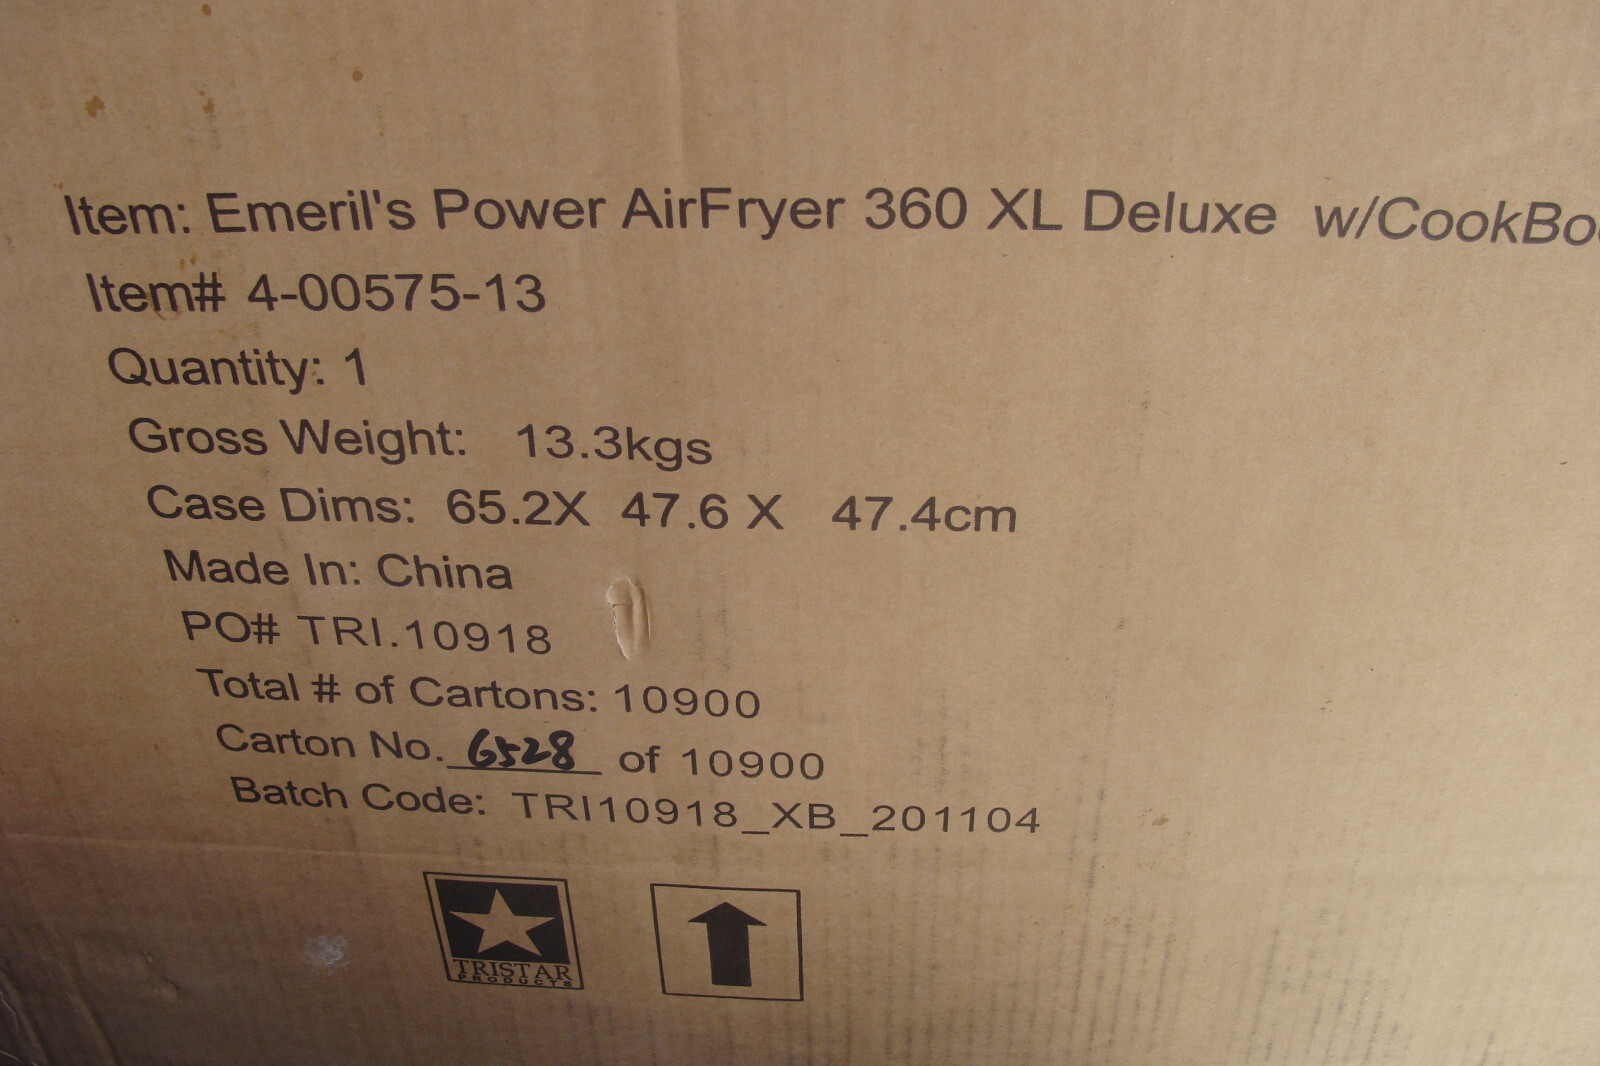 Item: Emeril's Power AirFryer 360 XL Deluxe w/CookBo
Item# 4-00575-13
Quantity: 1
Gross Weight: 13.3kgs
Case Dims: 65.2X 47.6 X 47.4cm
Made In: China
PO# TRI.10918
Total # of Cartons: 10900
Carton No. 6528 of 10900
Batch Code: TRI10918_XB_201104
TRISTAR
PRODUCTS